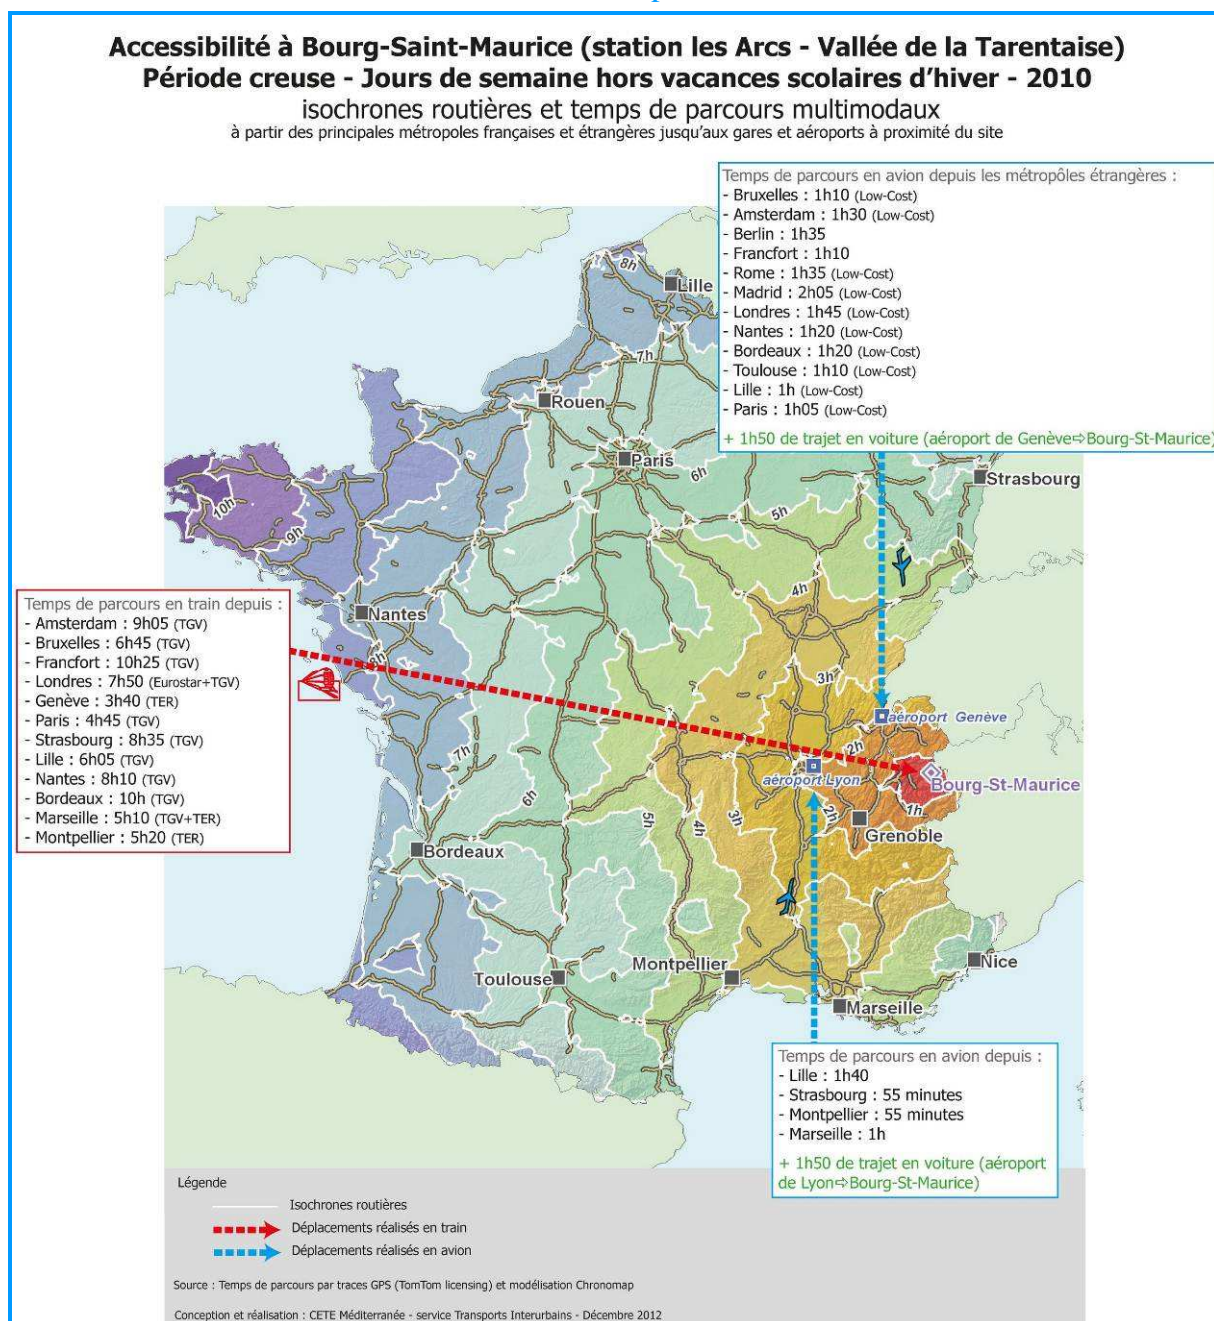 Accessibilité à Bourg-Saint-Maurice (station les Arcs - Vallée de la Tarentaise)
Période creuse - Jours de semaine hors vacances scolaires d'hiver - 2010
isochrones routières et temps de parcours multimodaux
à partir des principales métropoles françaises et étrangères jusqu'aux gares et aéroports à proximité du site
Temps de parcours en avion depuis les métropôles étrangères :
- Bruxelles : 1h10 (Low-Cost)
- Amsterdam : 1h30 (Low-Cost)
- Berlin : 1h35
- Francfort : 1h10
- Rome : 1h35 (Low-Cost)
- Madrid : 2h05 (Low-Cost)
- Londres : 1h45 (Low-Cost)
- Nantes : 1h20 (Low-Cost)
- Bordeaux : 1h20 (Low-Cost)
- Toulouse : 1h10 (Low-Cost)
- Lille : 1h (Low-Cost)
- Paris : 1h05 (Low-Cost)
+ 1h50 de trajet en voiture (aéroport de Genève⇨Bourg-St-Maurice)
8h
Lille
7h
Rouen
Paris
6h
Strasbourg
10h
9h
5h
4h
Temps de parcours en train depuis :
- Amsterdam : 9h05 (TGV)
- Bruxelles : 6h45 (TGV)
- Francfort : 10h25 (TGV)
- Londres : 7h50 (Eurostar+TGV)
- Genève : 3h40 (TER)
- Paris : 4h45 (TGV)
- Strasbourg : 8h35 (TGV)
- Lille : 6h05 (TGV)
- Nantes : 8h10 (TGV)
- Bordeaux : 10h (TGV)
- Marseille : 5h10 (TGV+TER)
- Montpellier : 5h20 (TER)
Nantes
8h
3h
aéroport Genève
2h
7h
aéroport Lyon
Bourg-St-Maurice
6h
5h
4h
3h
2h
1h
Grenoble
Bordeaux
Toulouse
Montpellier
Nice
Marseille
Temps de parcours en avion depuis :
- Lille : 1h40
- Strasbourg : 55 minutes
- Montpellier : 55 minutes
- Marseille : 1h
+ 1h50 de trajet en voiture (aéroport
de Lyon⇨Bourg-St-Maurice)
Légende
Isochrones routières
Déplacements réalisés en train
Déplacements réalisés en avion
Source : Temps de parcours par traces GPS (TomTom licensing) et modélisation Chronomap
Conception et réalisation : CETE Méditerranée - service Transports Interurbains - Décembre 2012